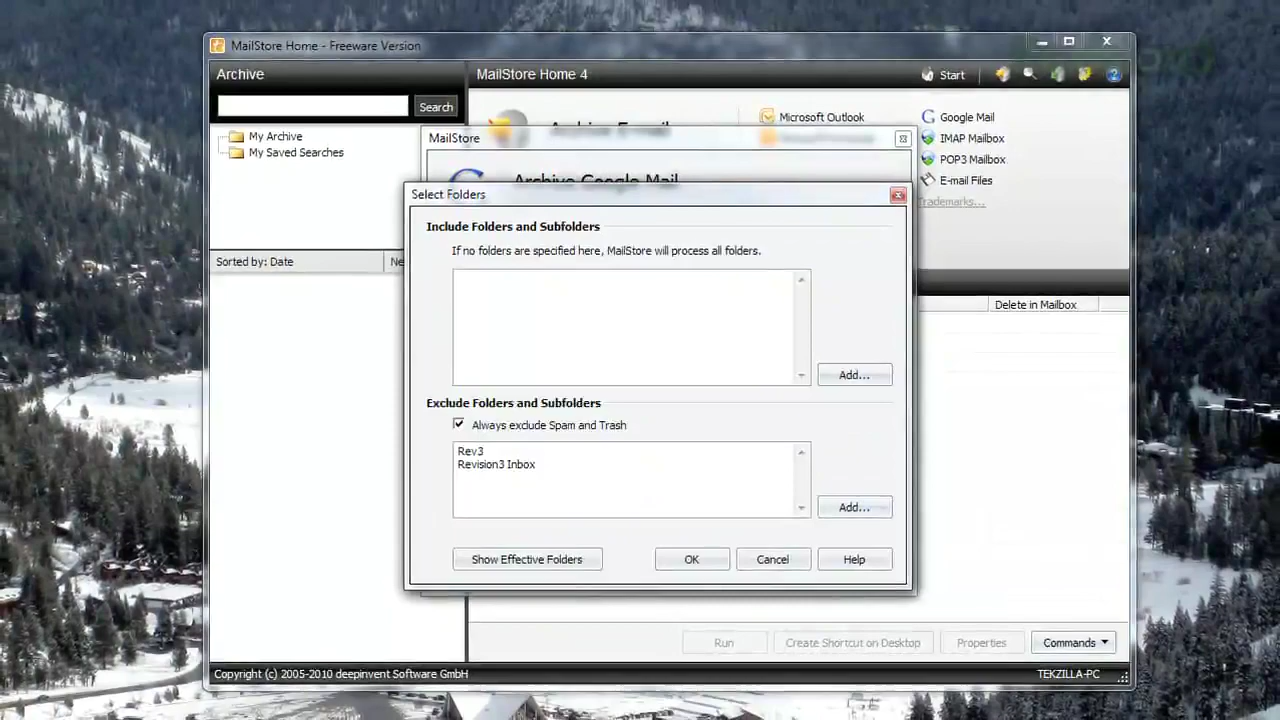 MailStore Home - Freeware Version
Archive
MailStore Home 4
Start
Search
My Archive
My Saved Searches
Archive E-mail
Microsoft Outlook
Google Mail
IMAP Mailbox
POP3 Mailbox
E-mail Files
Trademarks...
MailStore
Archive Google Mail
Sorted by: Date
Ne
Delete in Mailbox
Select Folders
Include Folders and Subfolders
If no folders are specified here, MailStore will process all folders.
Add...
Exclude Folders and Subfolders
Always exclude Spam and Trash
Rev3
Revision3 Inbox
Add...
Show Effective Folders
OK
Cancel
Help
Run
Create Shortcut on Desktop
Properties
Commands
Copyright (c) 2005-2010 deepinvent Software GmbH
TEKZILLA-PC